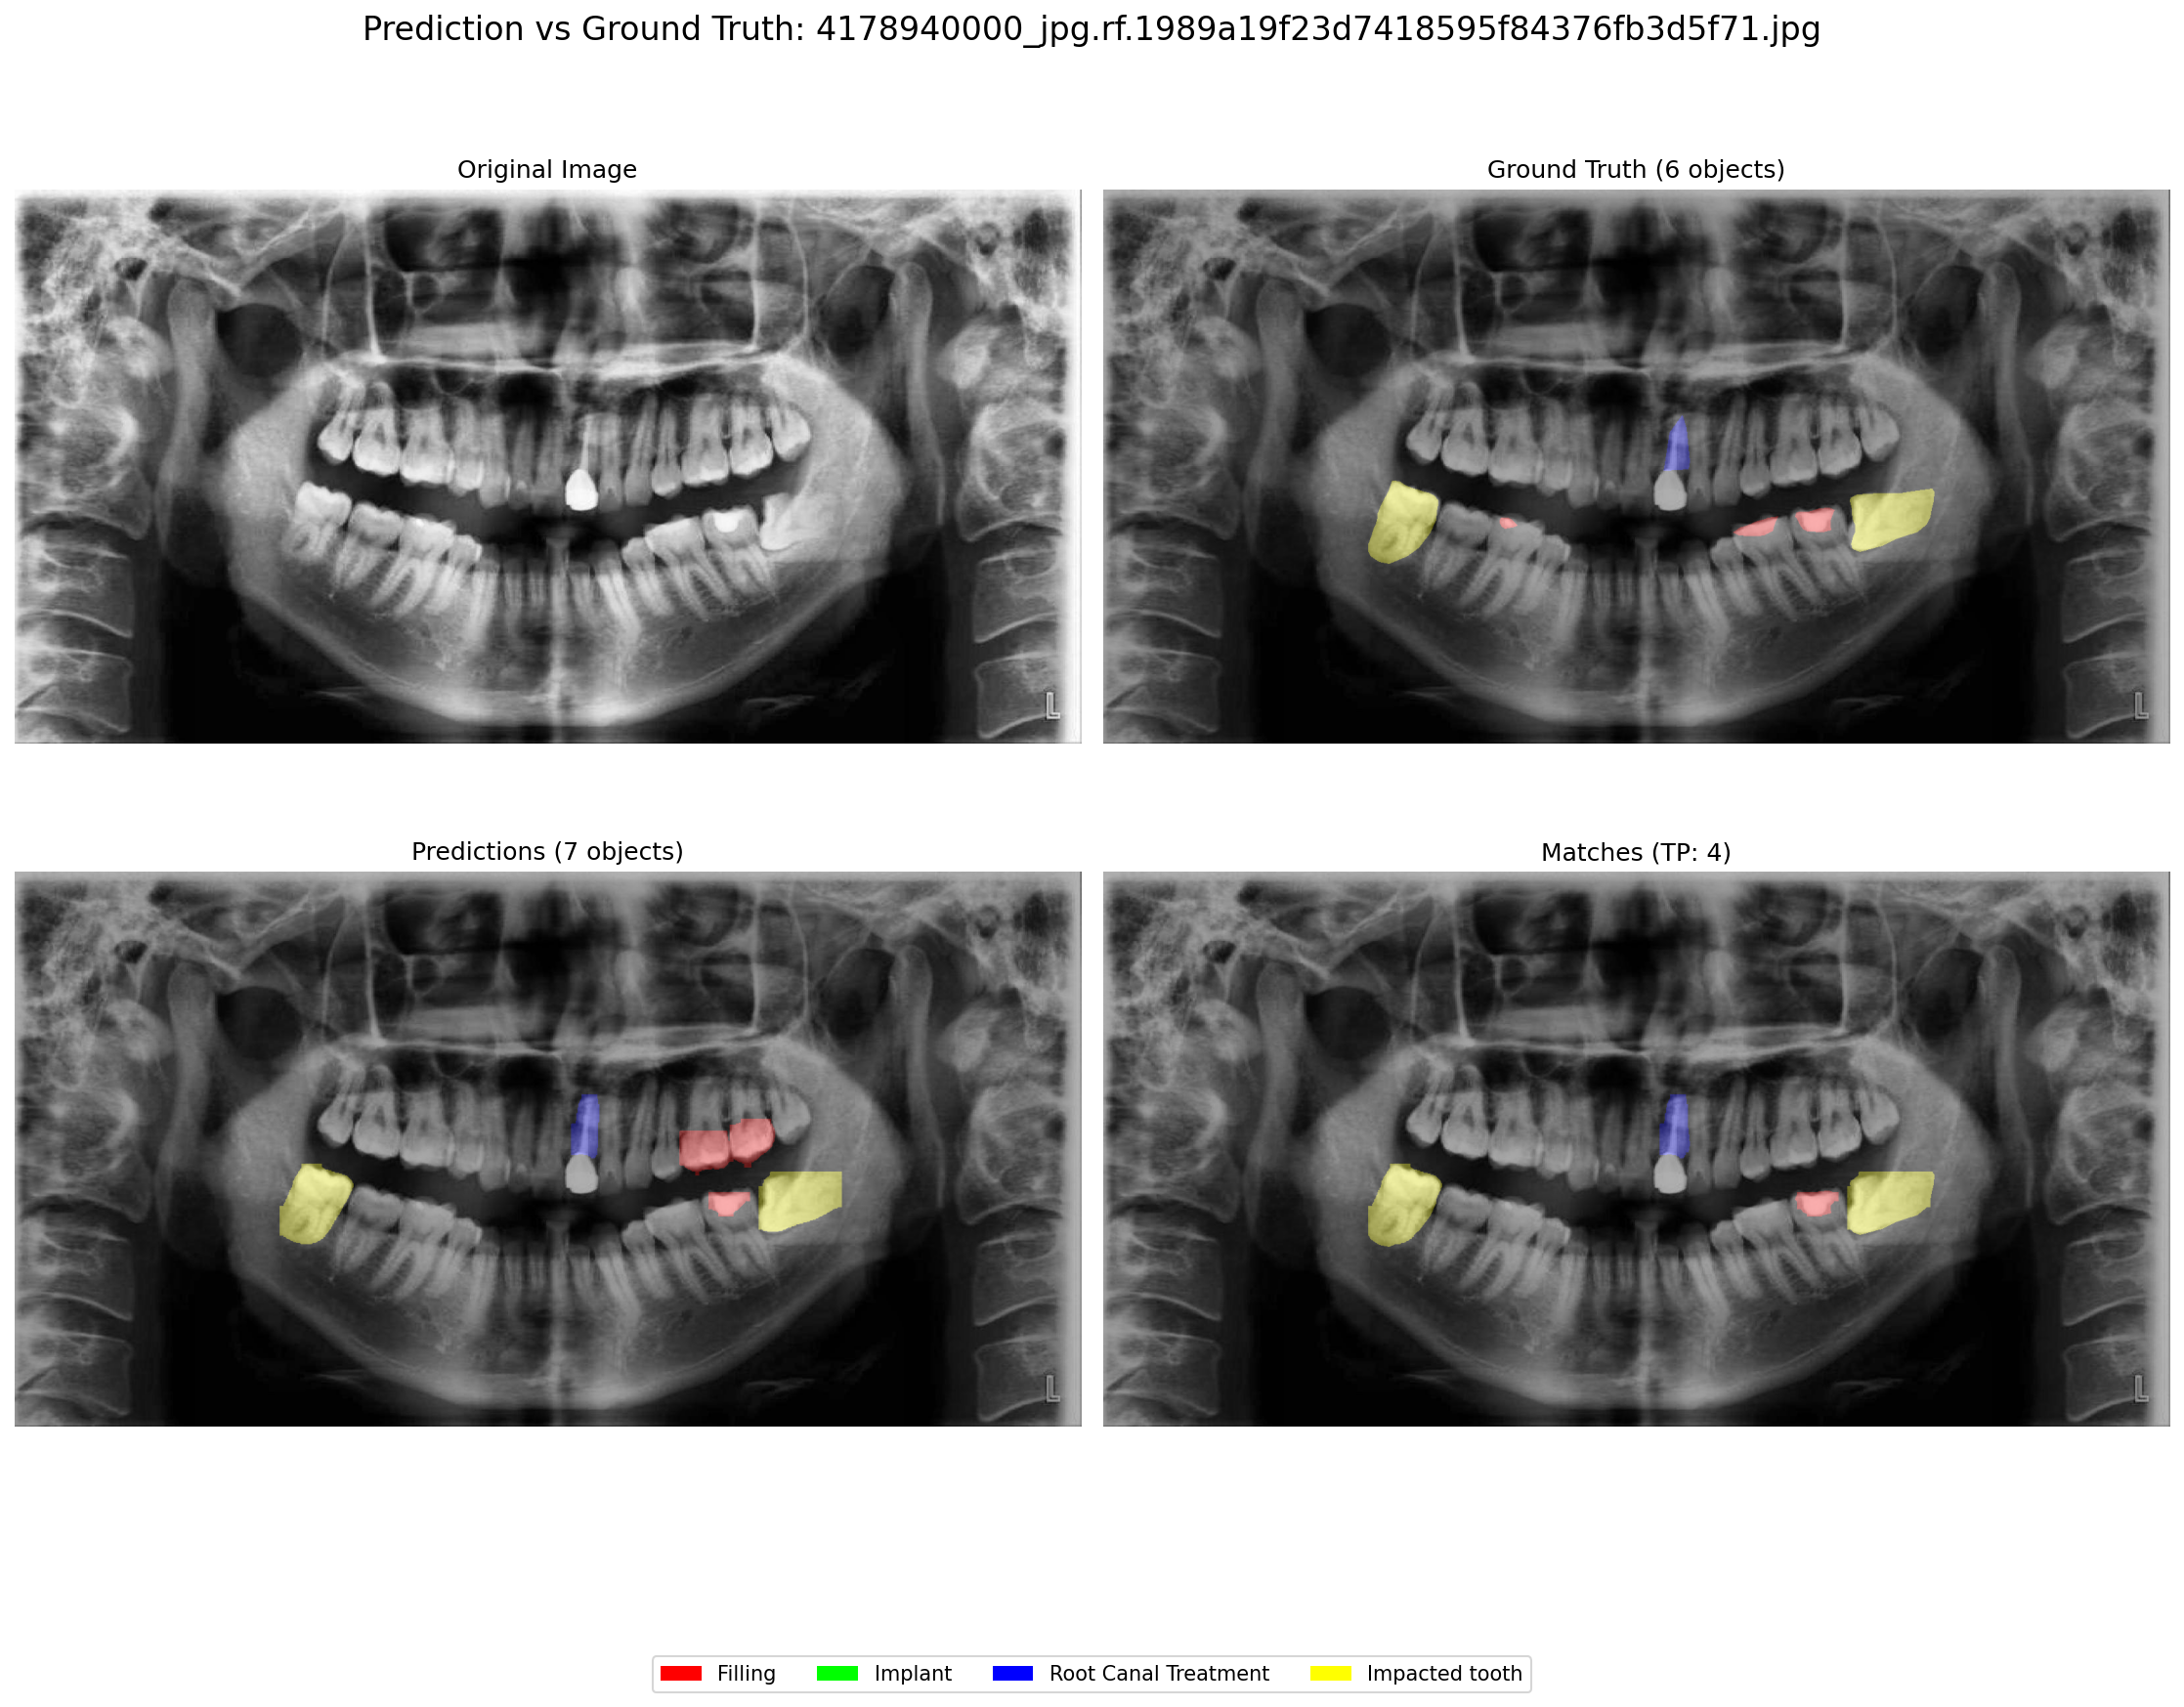 Prediction vs Ground Truth: 4178940000_jpg.rf.1989a19f23d7418595f84376fb3d5f71.jpg
Original Image
Ground Truth (6 objects)
L
L
Predictions (7 objects)
Matches (TP: 4)
L
L
Filling
Implant
Root Canal Treatment
Impacted tooth